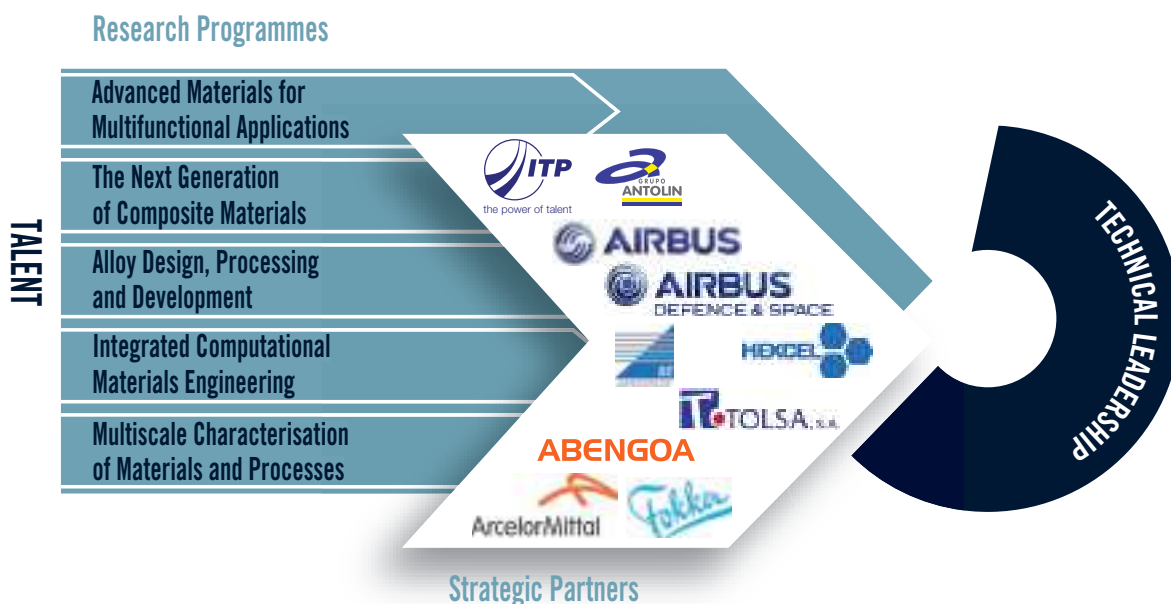 Research Programmes
TALENT
Advanced Materials for
Multifunctional Applications
The Next Generation
of Composite Materials
Alloy Design, Processing
and Development
Integrated Computational
Materials Engineering
Multiscale Characterisation
of Materials and Processes
ITP
the power of talent
GRUPO
ANTOLIN
AIRBUS
AIRBUS
DEFENCE & SPACE
HEXCEL
TOLSA, S.A.
ABENGOA
ArcelorMittal
Fokker
Strategic Partners
TECHNICAL LEADERSHIP